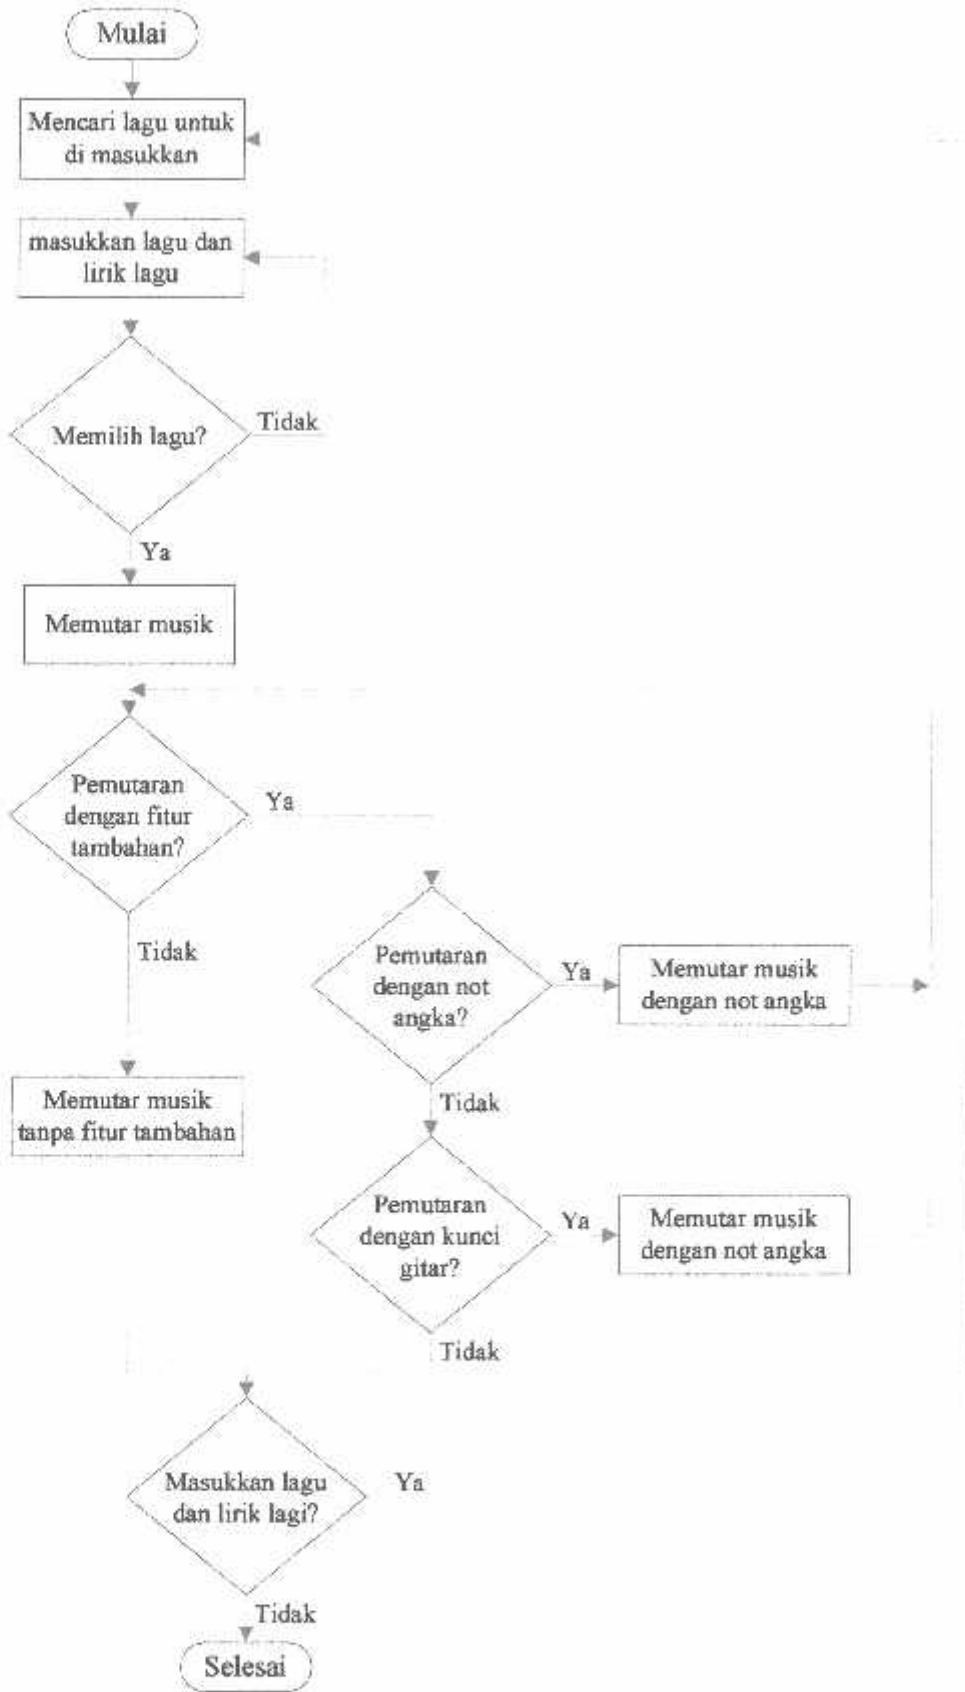 Mulai
Mencari lagu untuk
di masukkan
masukkan lagu dan
lirik lagu
Memilih lagu?
Tidak
Ya
Memutar musik
Pemutaran
dengan fitur
tambahan?
Ya
Tidak
Pemutaran
dengan not
angka?
Ya
Memutar musik
dengan not angka
Tidak
Memutar musik
tanpa fitur tambahan
Pemutaran
dengan kunci
gitar?
Ya
Memutar musik
dengan not angka
Tidak
Masukkan lagu
dan lirik lagi?
Ya
Tidak
Selesai